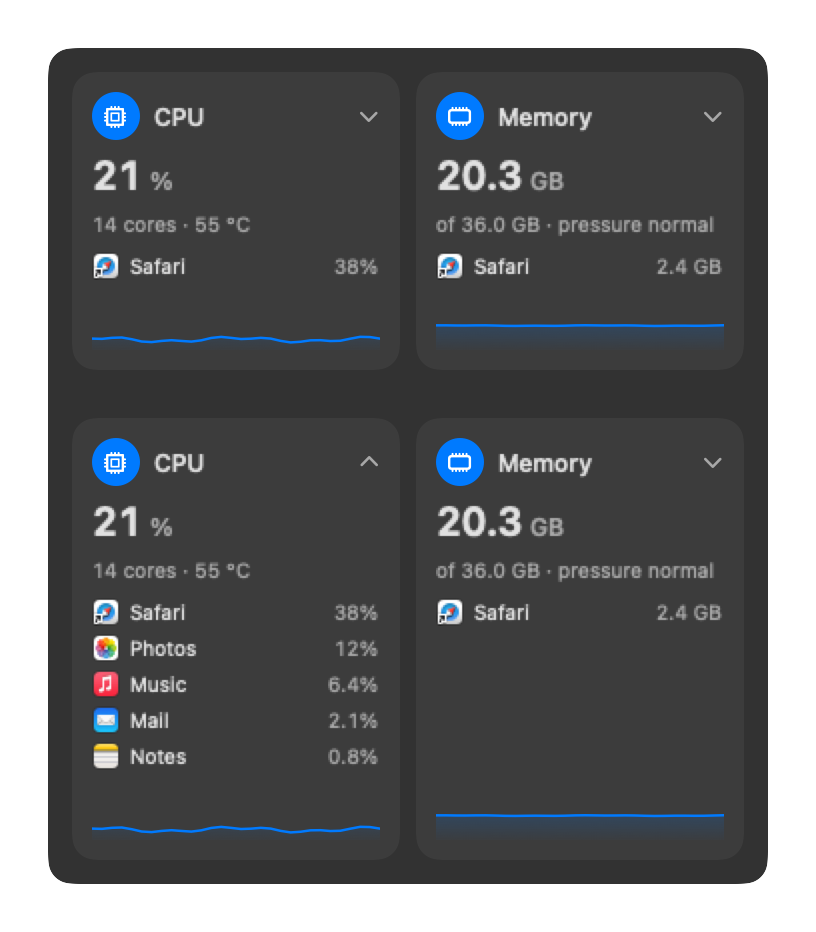 CPU
21 %
14 cores · 55 °C
Safari 38%
Memory
20.3 GB
of 36.0 GB · pressure normal
Safari 2.4 GB
CPU
21 %
14 cores · 55 °C
Safari 38%
Photos 12%
Music 6.4%
Mail 2.1%
Notes 0.8%
Memory
20.3 GB
of 36.0 GB · pressure normal
Safari 2.4 GB